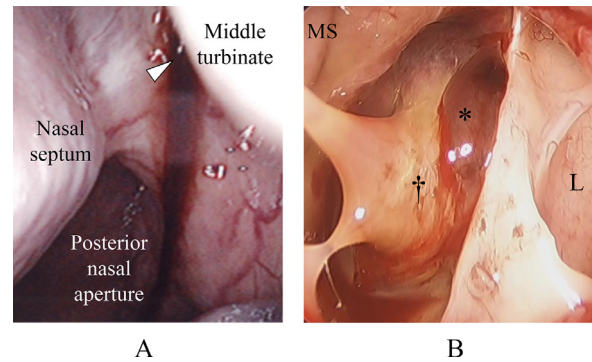 Middle
turbinate
Nasal
septum
Posterior
nasal
aperture
A
MS
*
†
L
B